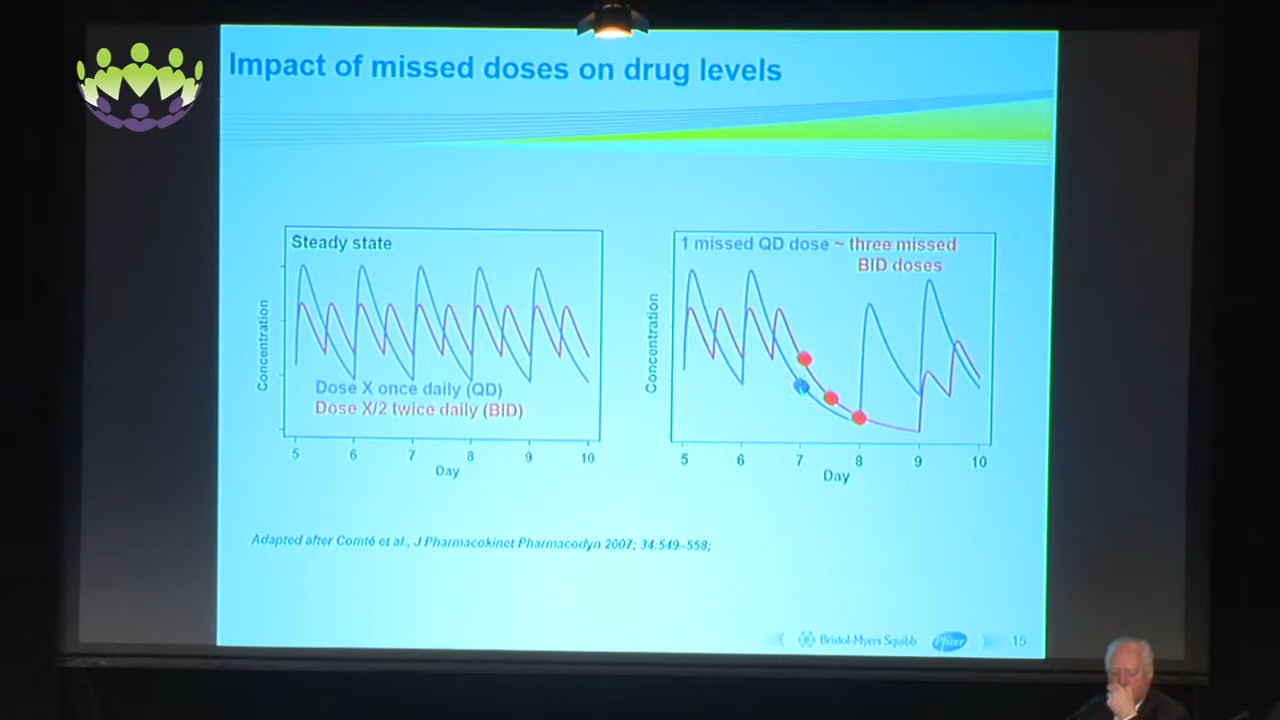 Impact of missed doses on drug levels
Steady state
Concentration
Dose X once daily (QD)
Dose X/2 twice daily (BID)
5 6 7 8 9 10
Day
1 missed QD dose ~ three missed
BID doses
Concentration
5 6 7 8 9 10
Day
Adapted after Comté et al., J Pharmacokinet Pharmacodyn 2007; 34:549–558;
Bristol-Myers Squibb
Pfizer
15